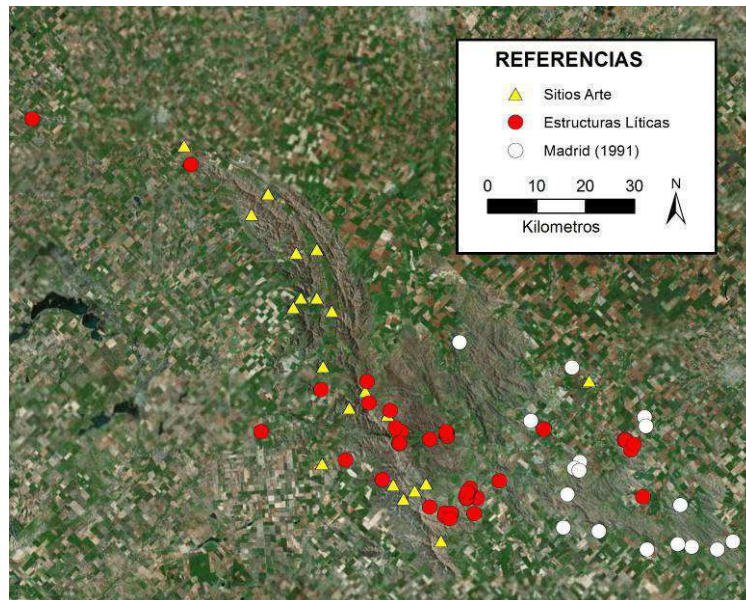 REFERENCIAS
Sitios Arte
Estructuras Líticas
Madrid (1991)
0 10 20 30
N
Kilometros